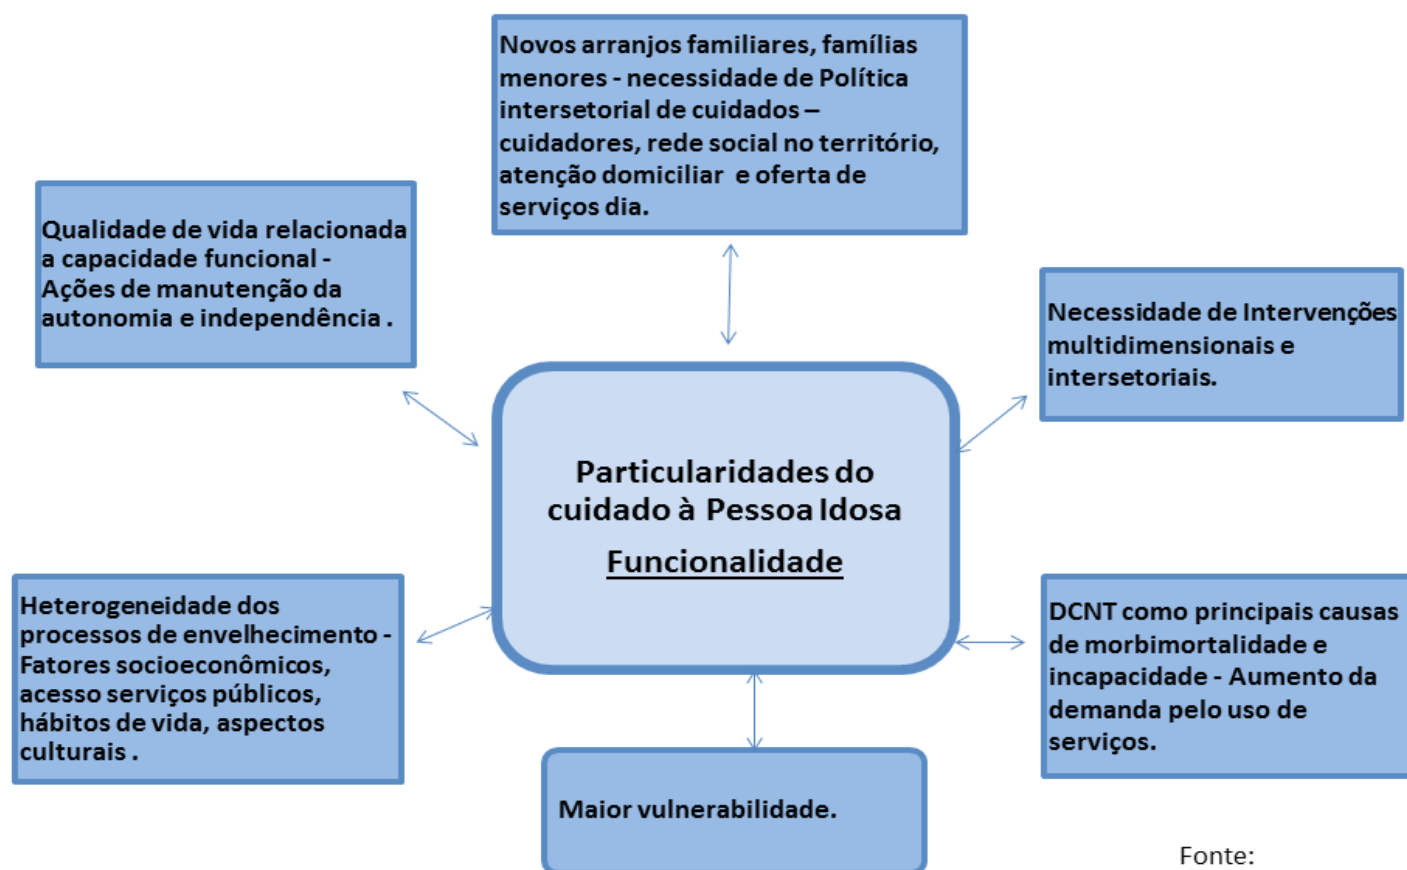 Novos arranjos familiares, famílias
menores - necessidade de Política
intersetorial de cuidados –
cuidadores, rede social no território,
atenção domiciliar e oferta de
serviços dia.
Qualidade de vida relacionada
a capacidade funcional -
Ações de manutenção da
autonomia e independência .
Necessidade de Intervenções
multidimensionais e
intersetoriais.
Particularidades do
cuidado à Pessoa Idosa
Funcionalidade
Heterogeneidade dos
processos de envelhecimento -
Fatores socioeconômicos,
acesso serviços públicos,
hábitos de vida, aspectos
culturais .
DCNT como principais causas
de morbimortalidade e
incapacidade - Aumento da
demanda pelo uso de
serviços.
Maior vulnerabilidade.
Fonte: